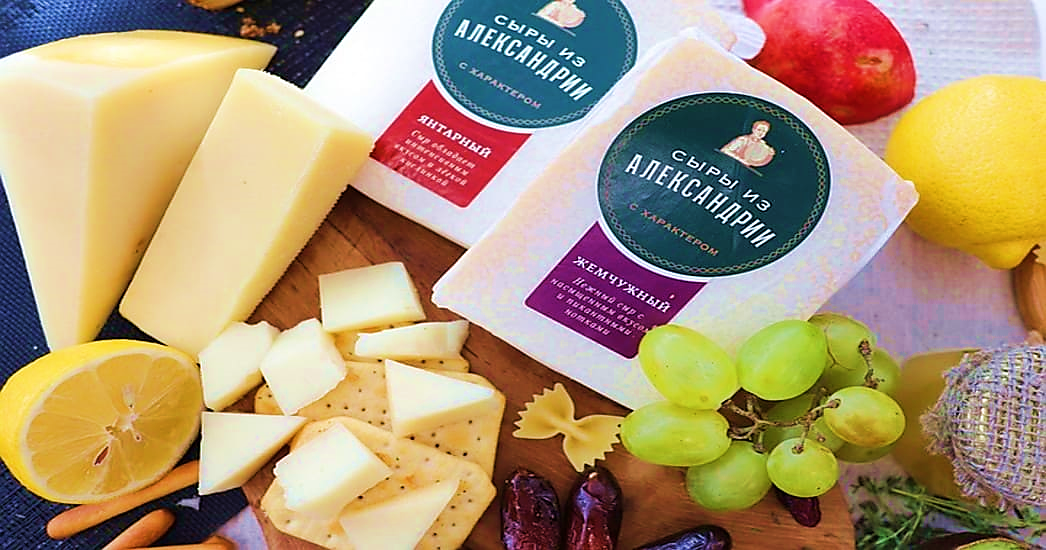 СЫРЫ ИЗ
АЛЕКСАНДРИИ
С ХАРАКТЕРОМ
ЯНТАРНЫЙ
Сыр обладает
интенсивным
вкусом и лёгкой
кислинкой
СЫРЫ ИЗ
АЛЕКСАНДРИИ
С ХАРАКТЕРОМ
ЖЕМЧУЖНЫЙ
Нежный сыр с
насыщенным вкусом
и пикантными
нотками